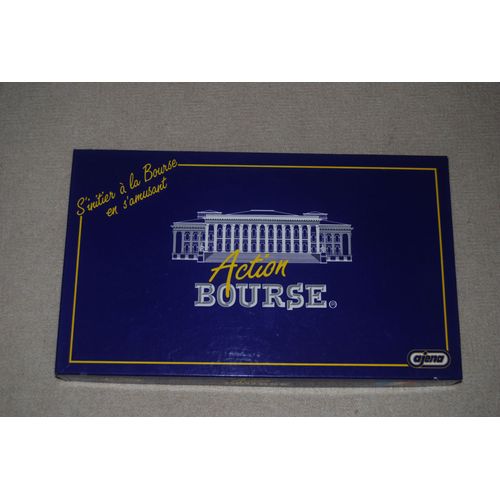 S'initier à la Bourse
en s'amusant
Action
BOURSE®
ajena